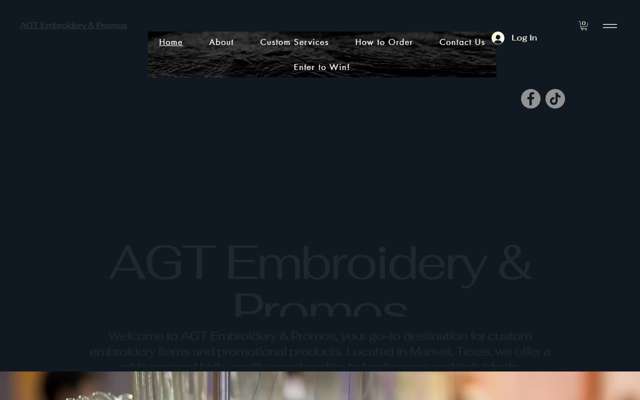 AGT Embroidery & Promos
0
Home About Custom Services How to Order Contact Us
Log In
Enter to Win!
AGT Embroidery &
Promos
Welcome to AGT Embroidery & Promos, your go-to destination for custom
embroidery items and promotional products. Located in Manvel, Texas, we offer a